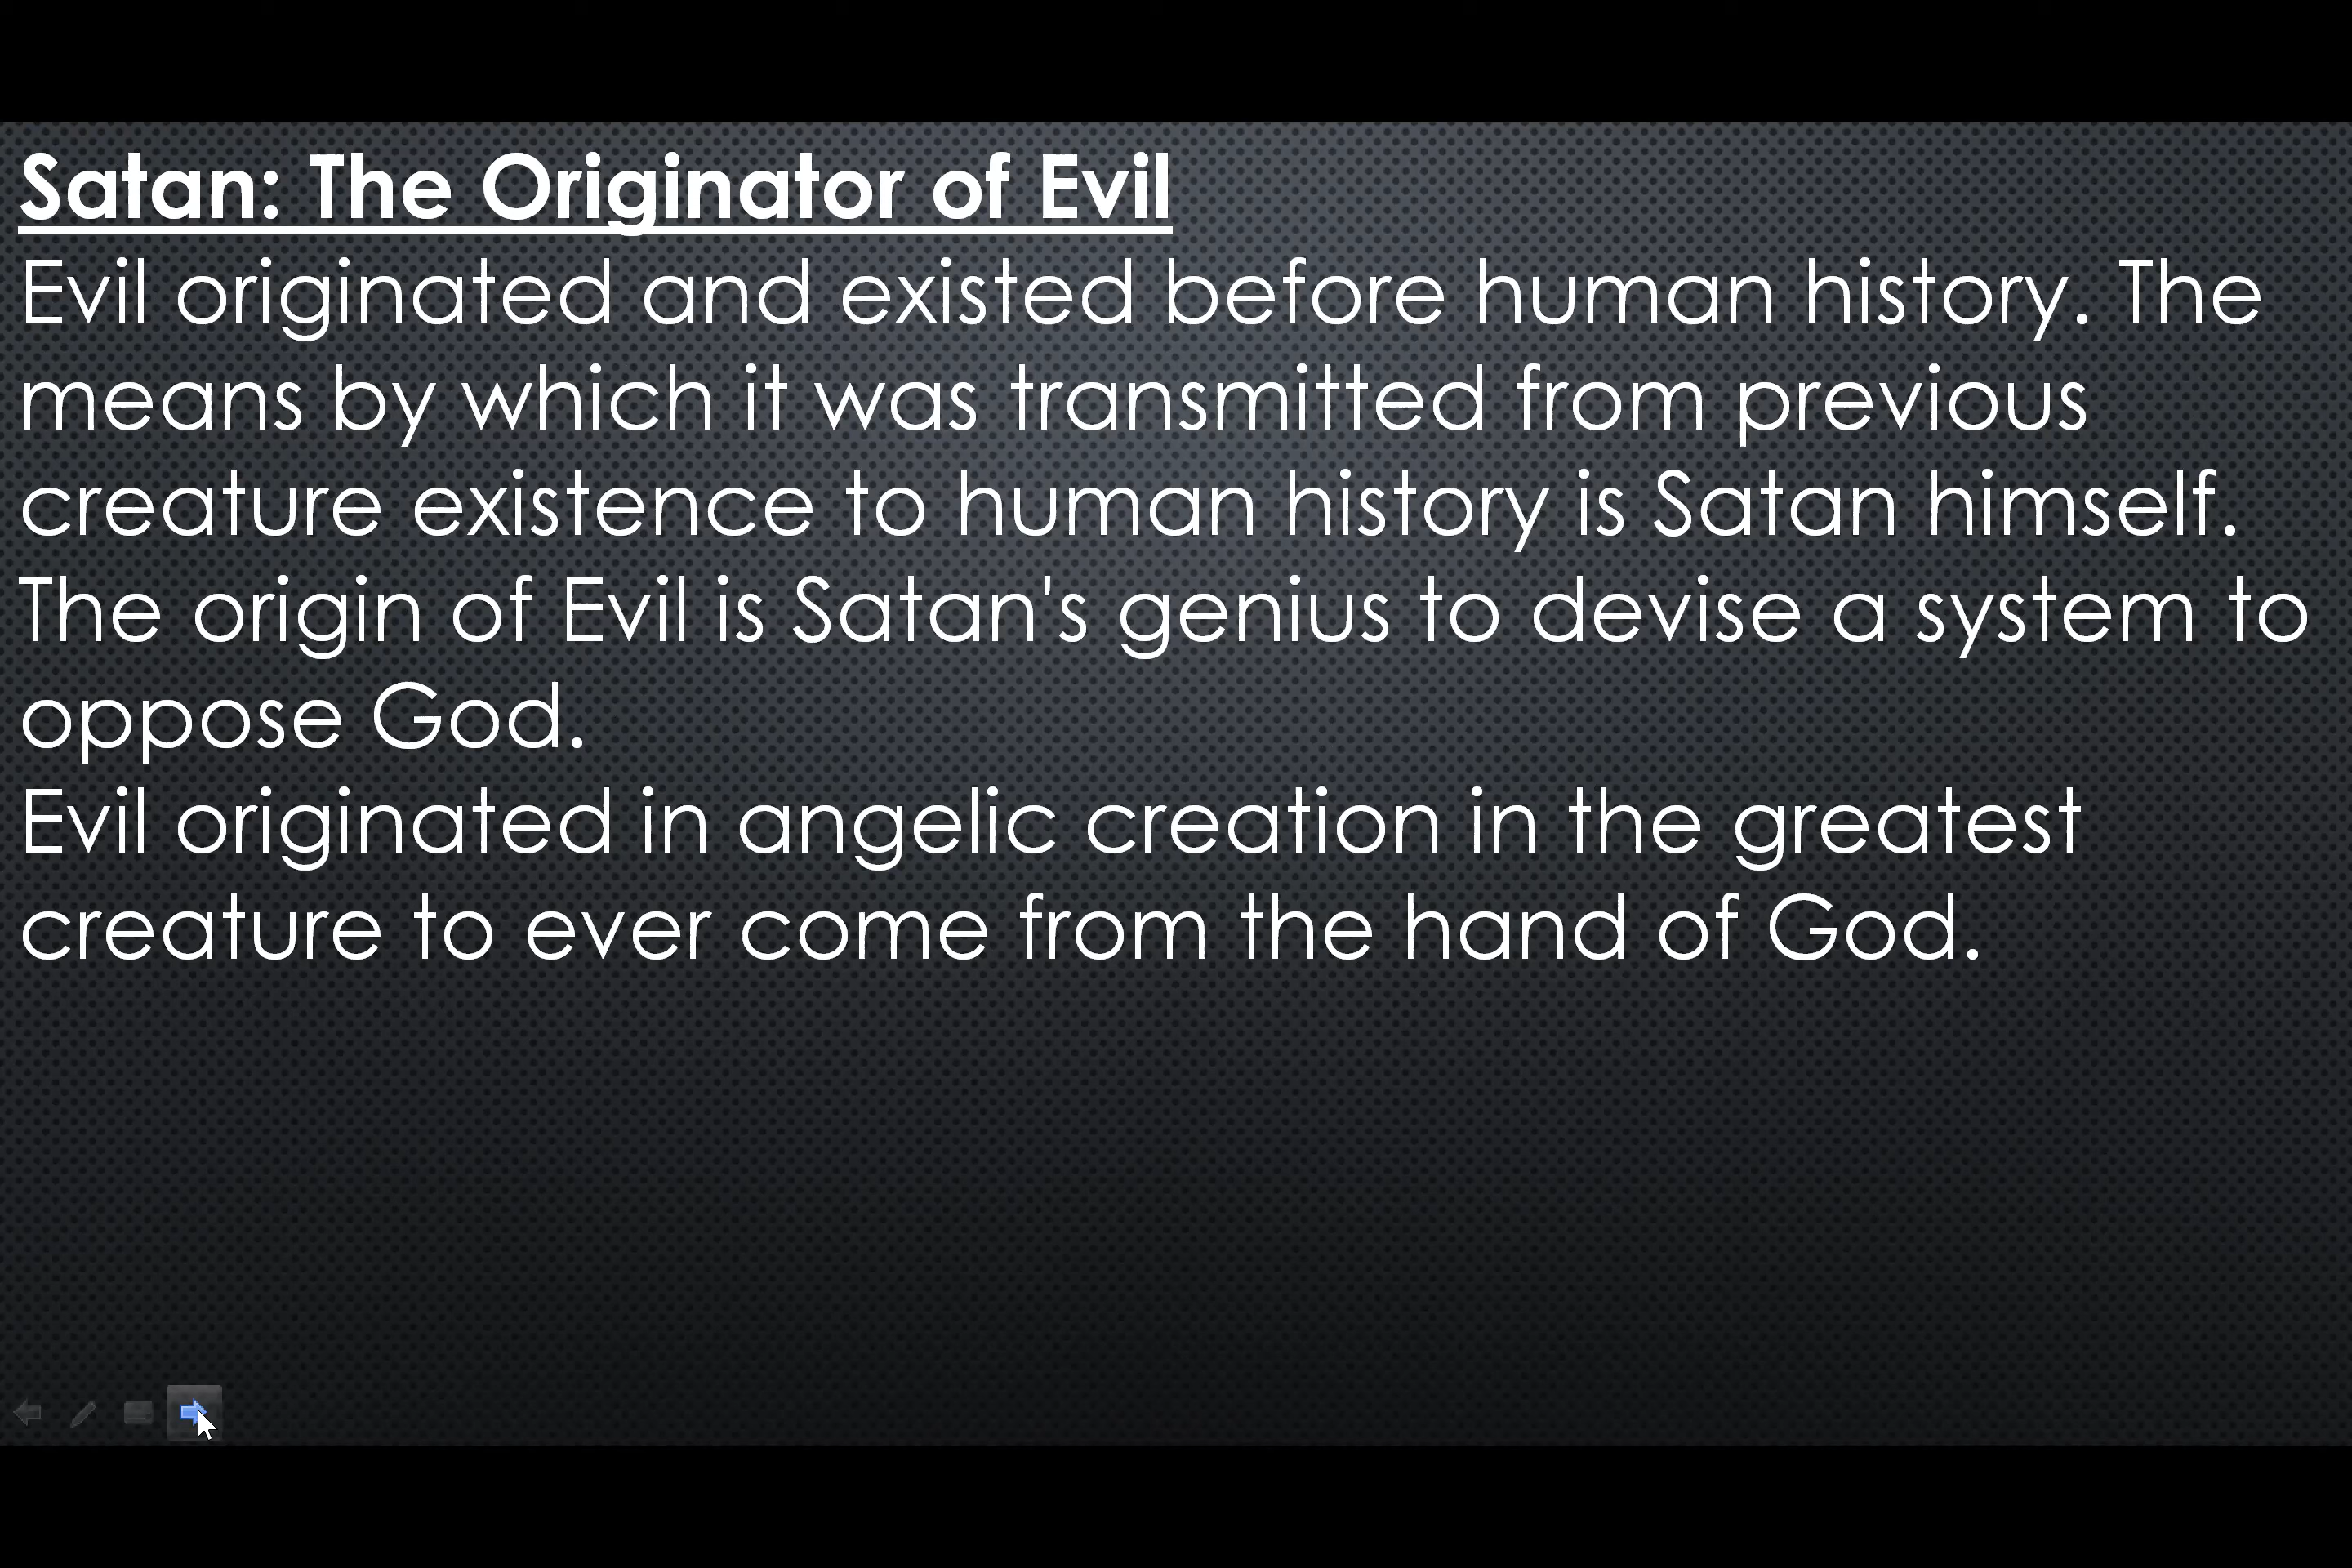 Satan: The Originator of Evil
Evil originated and existed before human history. The
means by which it was transmitted from previous
creature existence to human history is Satan himself.
The origin of Evil is Satan's genius to devise a system to
oppose God.
Evil originated in angelic creation in the greatest
creature to ever come from the hand of God.